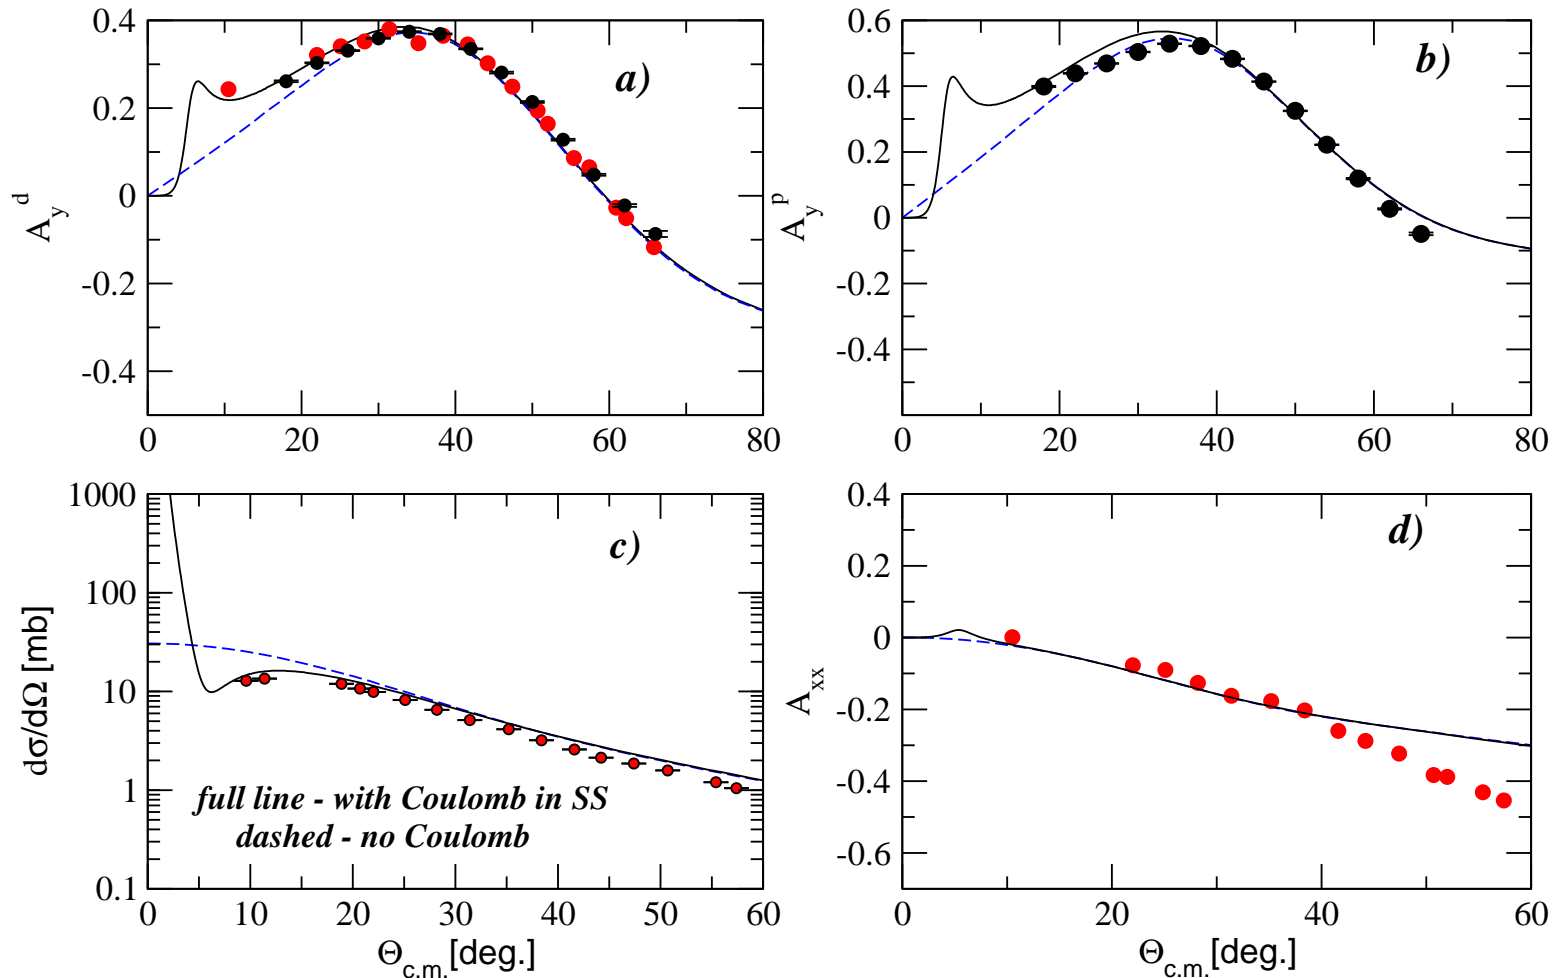 0.4
0.2
0
-0.2
-0.4
A_y^d
a)
0 20 40 60 80
0.6
0.4
0.2
0
-0.2
-0.4
A_y^p
b)
0 20 40 60 80
1000
100
10
1
0.1
dσ/dΩ [mb]
c)
full line - with Coulomb in SS
dashed - no Coulomb
0 10 20 30 40 50 60
Θ_c.m. [deg.]
0.4
0.2
0
-0.2
-0.4
-0.6
A_xx
d)
0 20 40 60
Θ_c.m. [deg.]